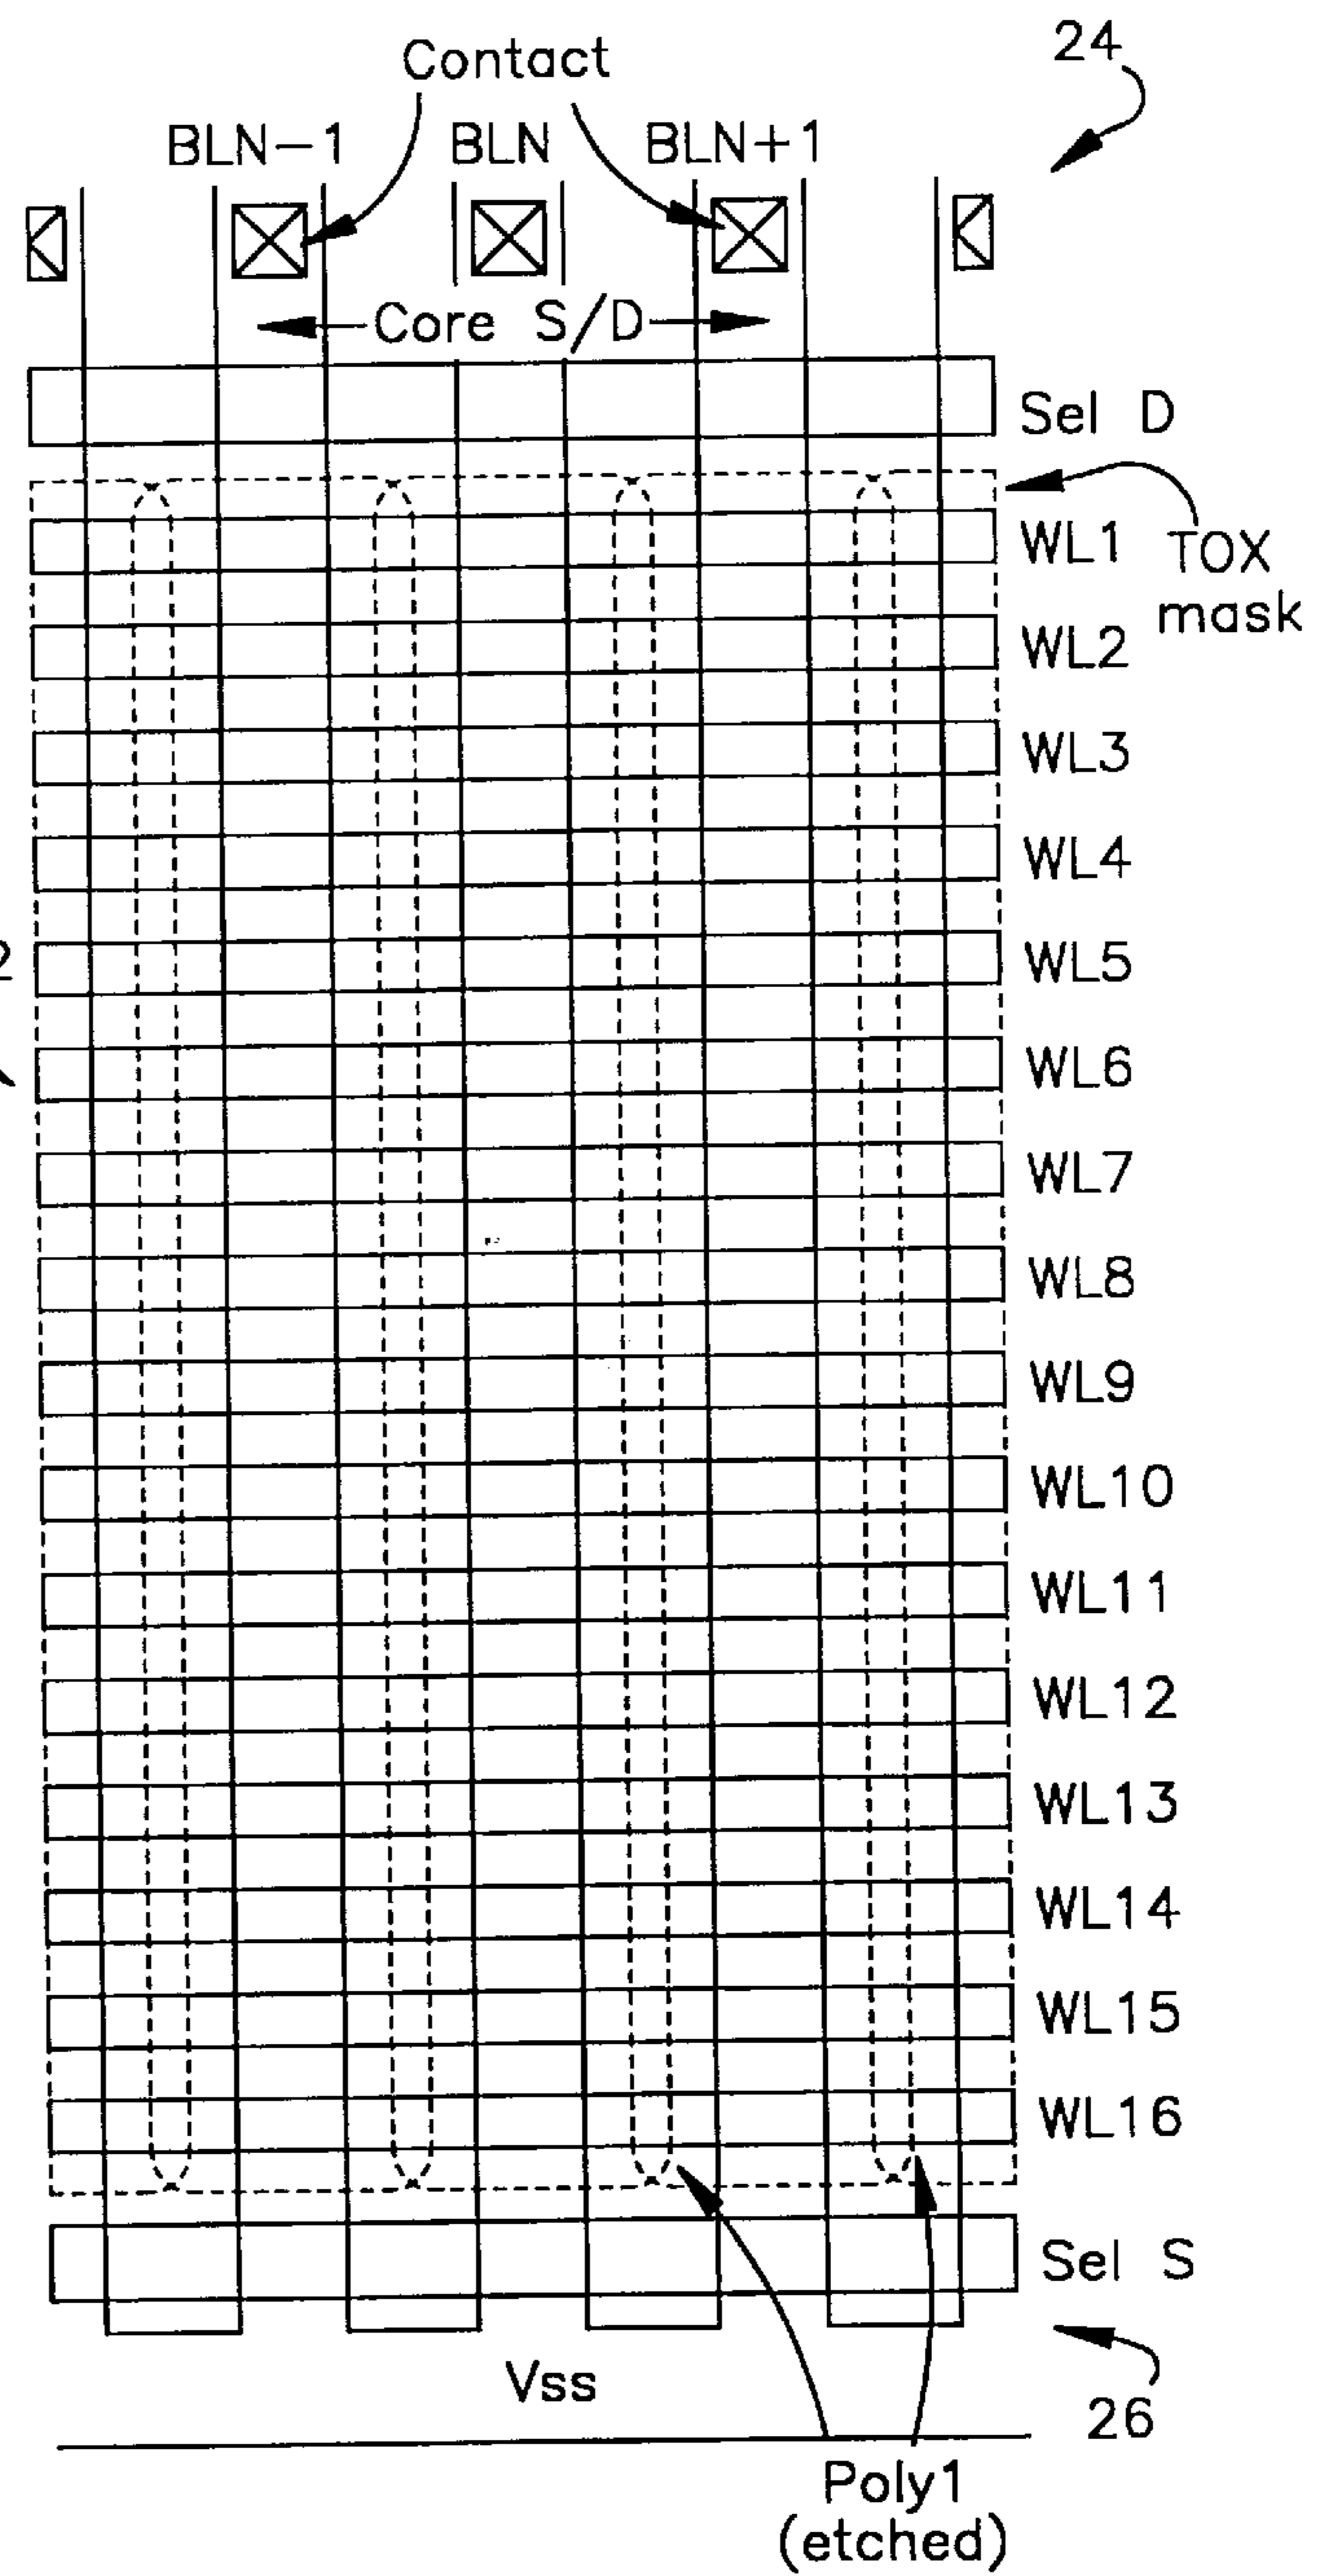 24
Contact
BLN-1
BLN
BLN+1
Core S/D
Sel D
WL1
TOX
mask
WL2
WL3
WL4
2
WL5
WL6
WL7
WL8
WL9
WL10
WL11
WL12
WL13
WL14
WL15
WL16
Sel S
Vss
26
Poly1
(etched)